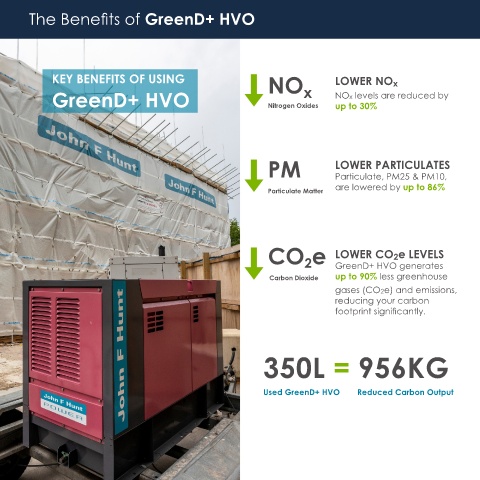 The Benefits of GreenD+ HVO
KEY BENEFITS OF USING
GreenD+ HVO
John F Hunt
John F Hunt
John F Hunt
John F Hunt
POWER
NOx
Nitrogen Oxides
LOWER NOx
NOx levels are reduced by
up to 30%
PM
Particulate Matter
LOWER PARTICULATES
Particulate, PM25 & PM10,
are lowered by up to 86%
CO2e
Carbon Dioxide
LOWER CO2e LEVELS
GreenD+ HVO generates
up to 90% less greenhouse
gases (CO2e) and emissions,
reducing your carbon
footprint significantly.
350L = 956KG
Used GreenD+ HVO
Reduced Carbon Output